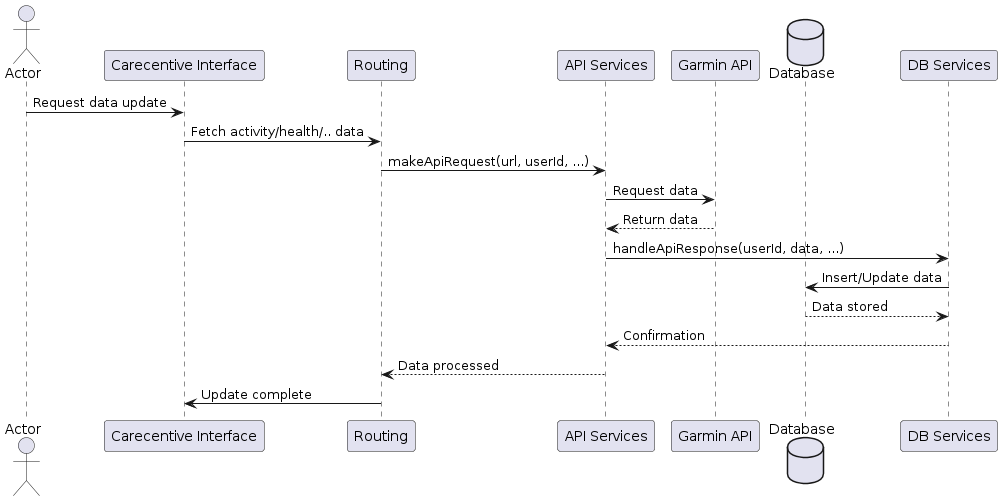 Actor
Carecentive Interface
Routing
API Services
Garmin API
Database
DB Services
Request data update
Fetch activity/health/.. data
makeApiRequest(url, userId, ...)
Request data
Return data
handleApiResponse(userId, data, ...)
Insert/Update data
Data stored
Confirmation
Data processed
Update complete
Actor
Carecentive Interface
Routing
API Services
Garmin API
Database
DB Services